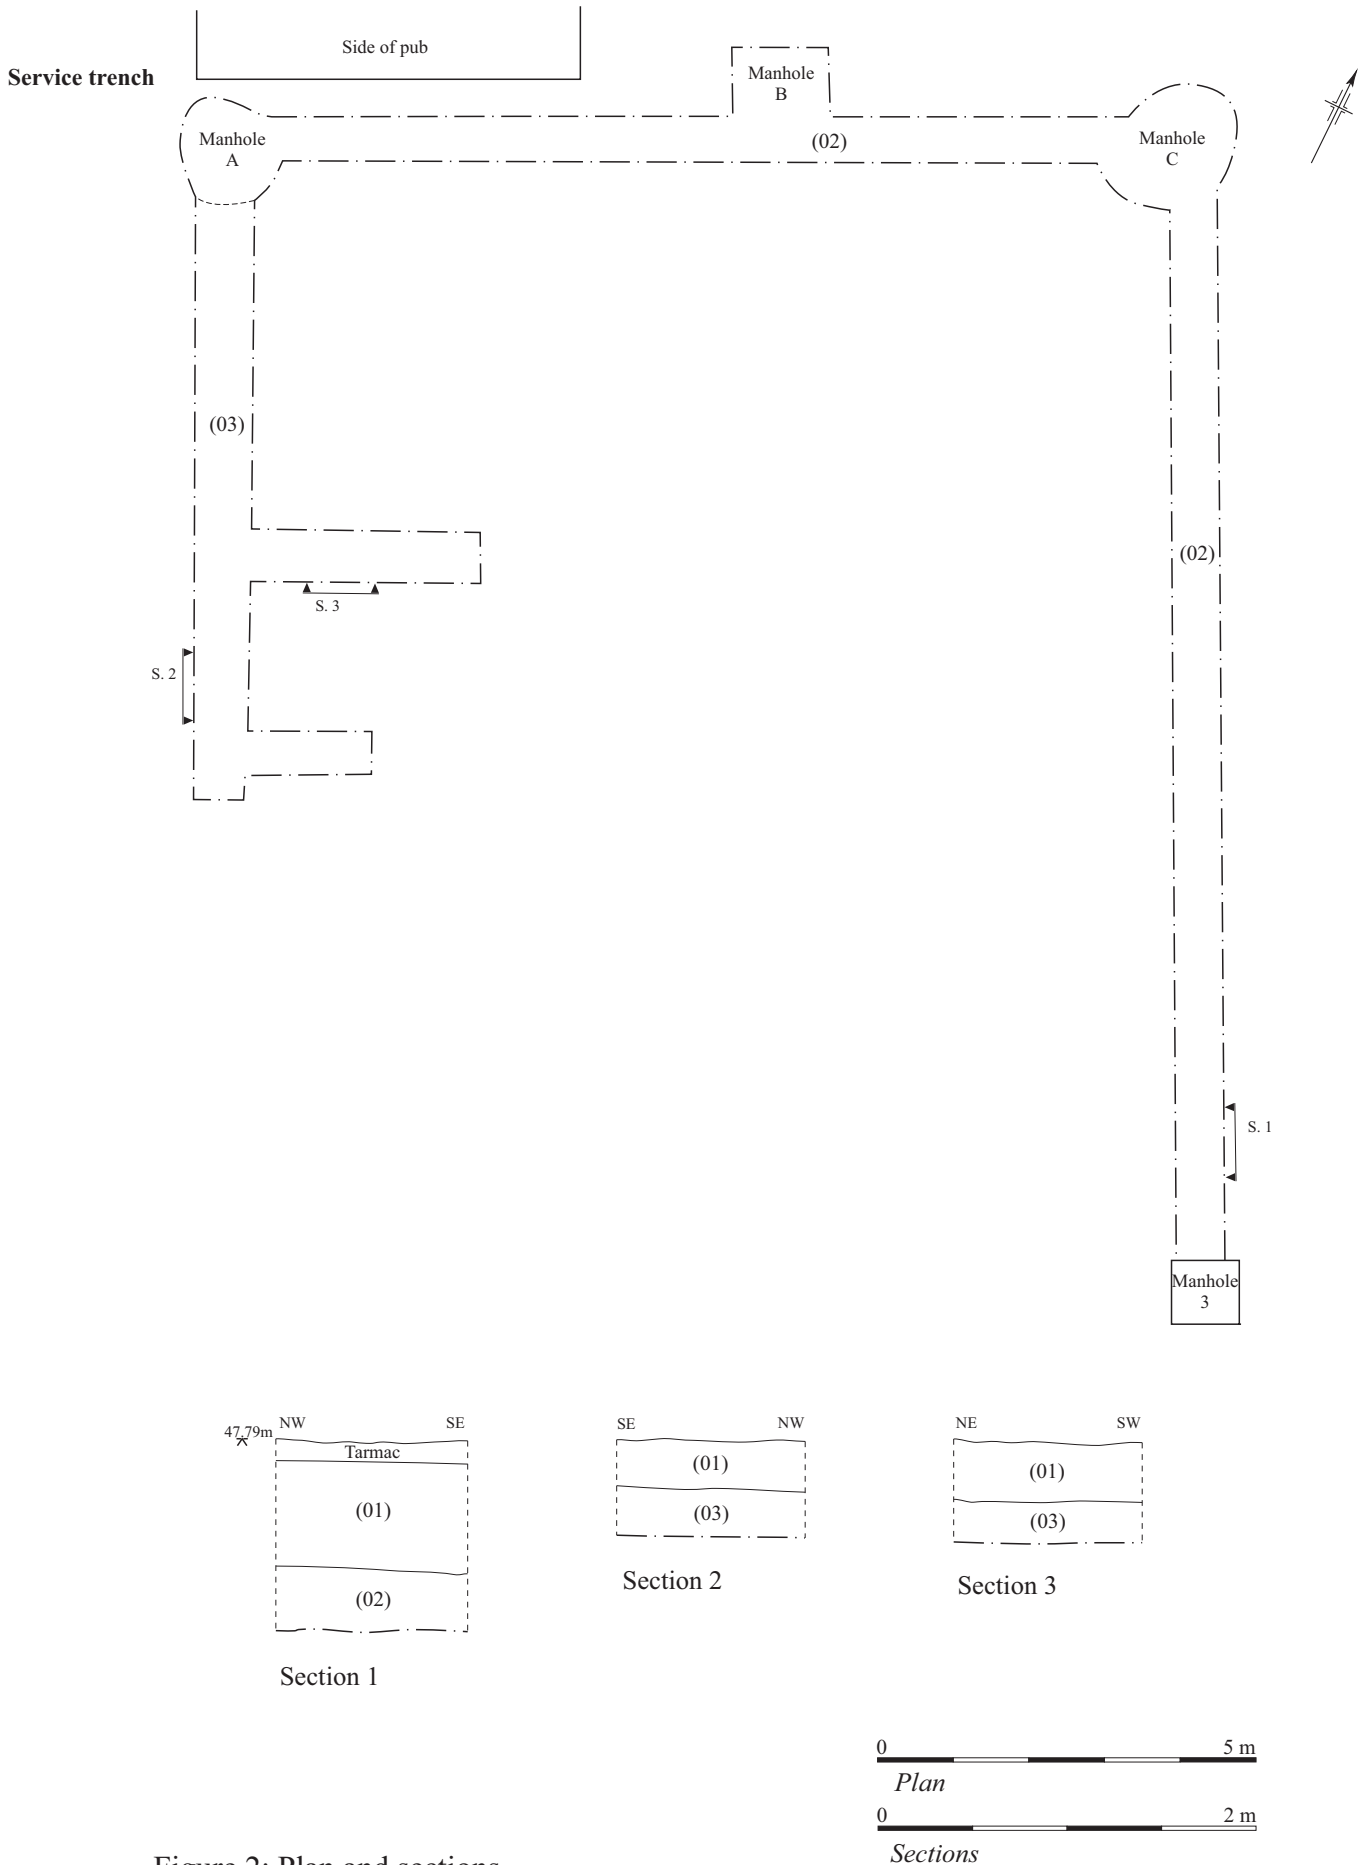 Side of pub
Service trench
Manhole
B
Manhole
A
(02)
Manhole
C
(03)
(02)
S. 3
S. 2
S. 1
Manhole
3
47.79m
NW SE
Tarmac
(01)
(02)
Section 1
SE NW
(01)
(03)
Section 2
NE SW
(01)
(03)
Section 3
0 5 m
Plan
0 2 m
Sections
Figure 2: Plan and sections